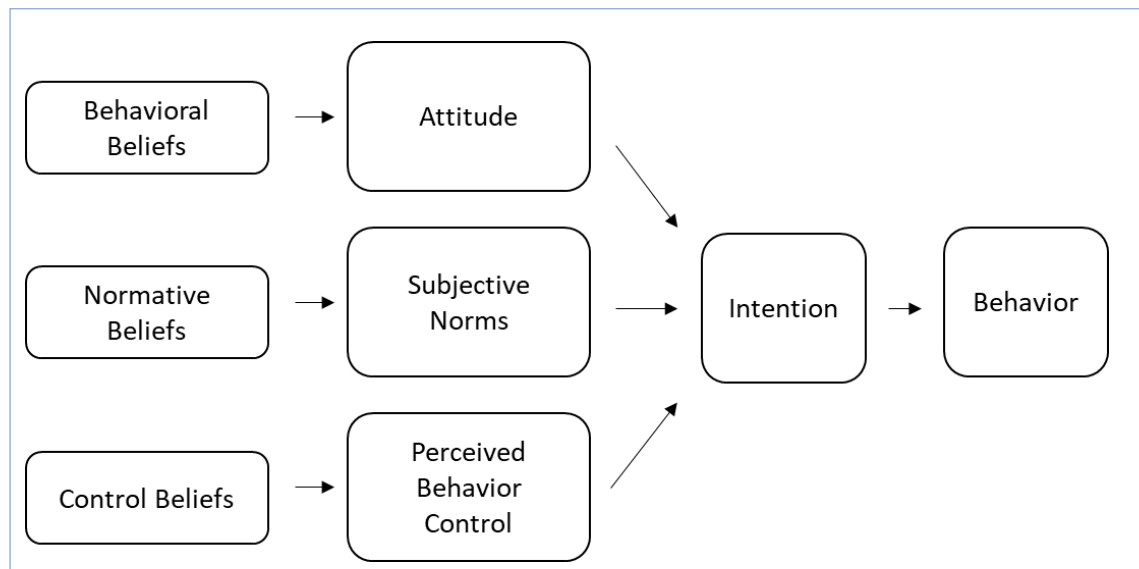 Behavioral
Beliefs
Attitude
Normative
Beliefs
Subjective
Norms
Intention
Behavior
Control Beliefs
Perceived
Behavior
Control